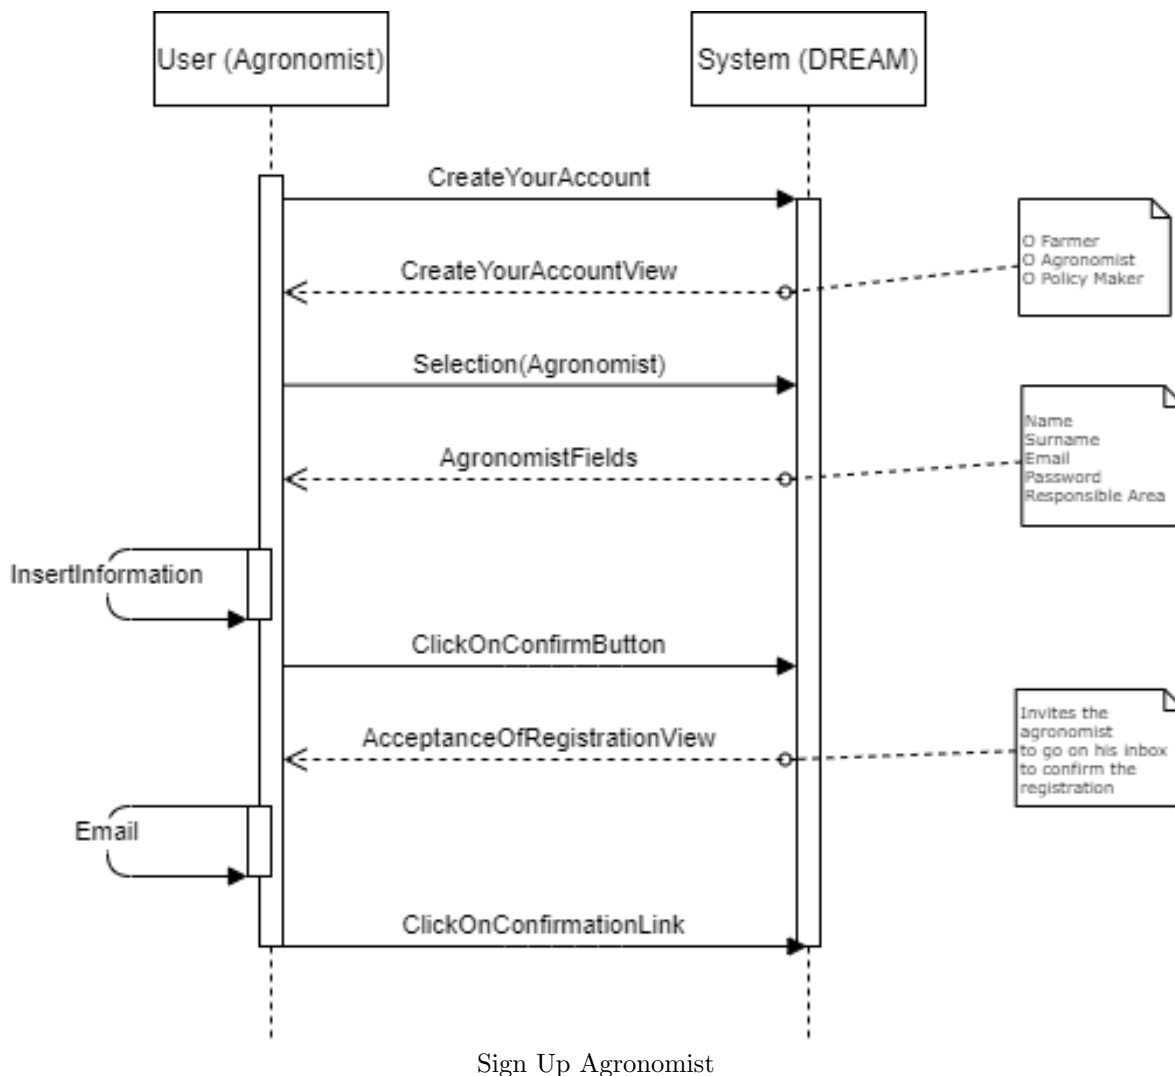 User (Agronomist)
System (DREAM)
CreateYourAccount
CreateYourAccountView
O Farmer
O Agronomist
O Policy Maker
Selection(Agronomist)
AgronomistFields
Name
Surname
Email
Password
Responsible Area
InsertInformation
ClickOnConfirmButton
AcceptanceOfRegistrationView
Invites the
agronomist
to go on his inbox
to confirm the
registration
Email
ClickOnConfirmationLink
Sign Up Agronomist